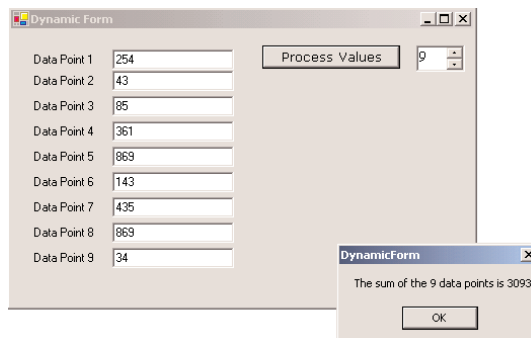 Dynamic Form
Data Point 1 254 Process Values 9
Data Point 2 43
Data Point 3 85
Data Point 4 361
Data Point 5 869
Data Point 6 143
Data Point 7 435
Data Point 8 869
Data Point 9 34
DynamicForm
The sum of the 9 data points is 3093
OK